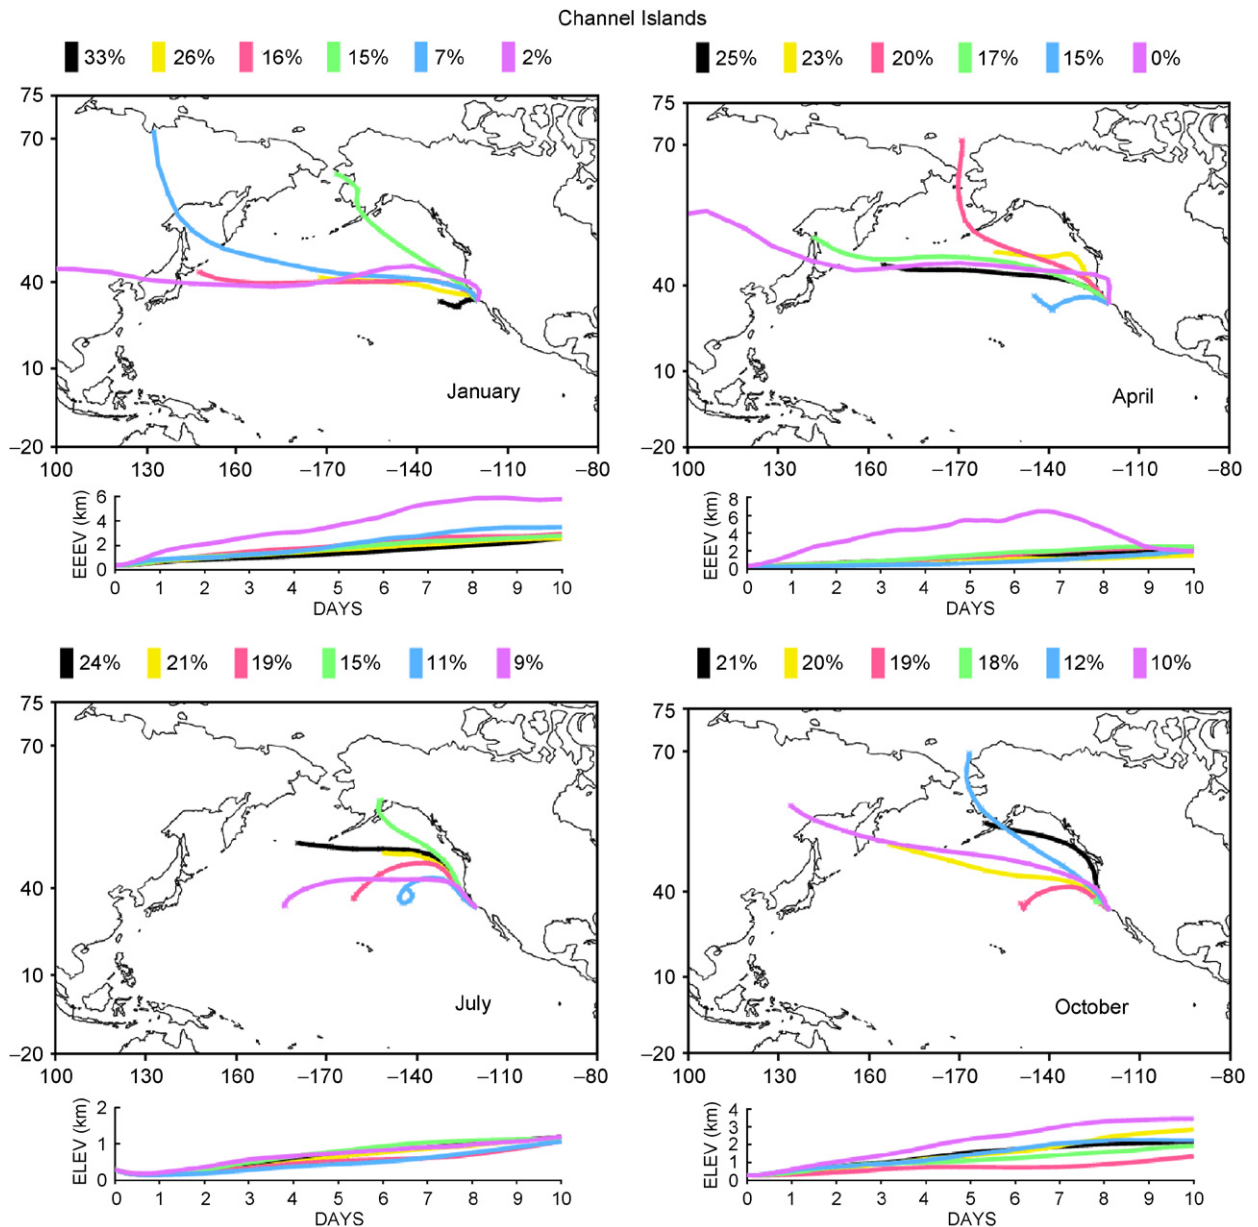 Channel Islands
33% 26% 16% 15% 7% 2%
25% 23% 20% 17% 15% 0%
75
70
40
10
−20
100 130 160 −170 −140 −110 −80
January
75
70
40
10
−20
100 130 160 −170 −140 −110 −80
April
EEEV (km)
6
4
2
0
0 1 2 3 4 5 6 7 8 9 10
DAYS
EEEV (km)
8
6
4
2
0
0 1 2 3 4 5 6 7 8 9 10
DAYS
24% 21% 19% 15% 11% 9%
21% 20% 19% 18% 12% 10%
75
70
40
10
−20
100 130 160 −170 −140 −110 −80
July
75
70
40
10
−20
100 130 160 −170 −140 −110 −80
October
ELEV (km)
2
1
0
0 1 2 3 4 5 6 7 8 9 10
DAYS
ELEV (km)
4
3
2
1
0
0 1 2 3 4 5 6 7 8 9 10
DAYS